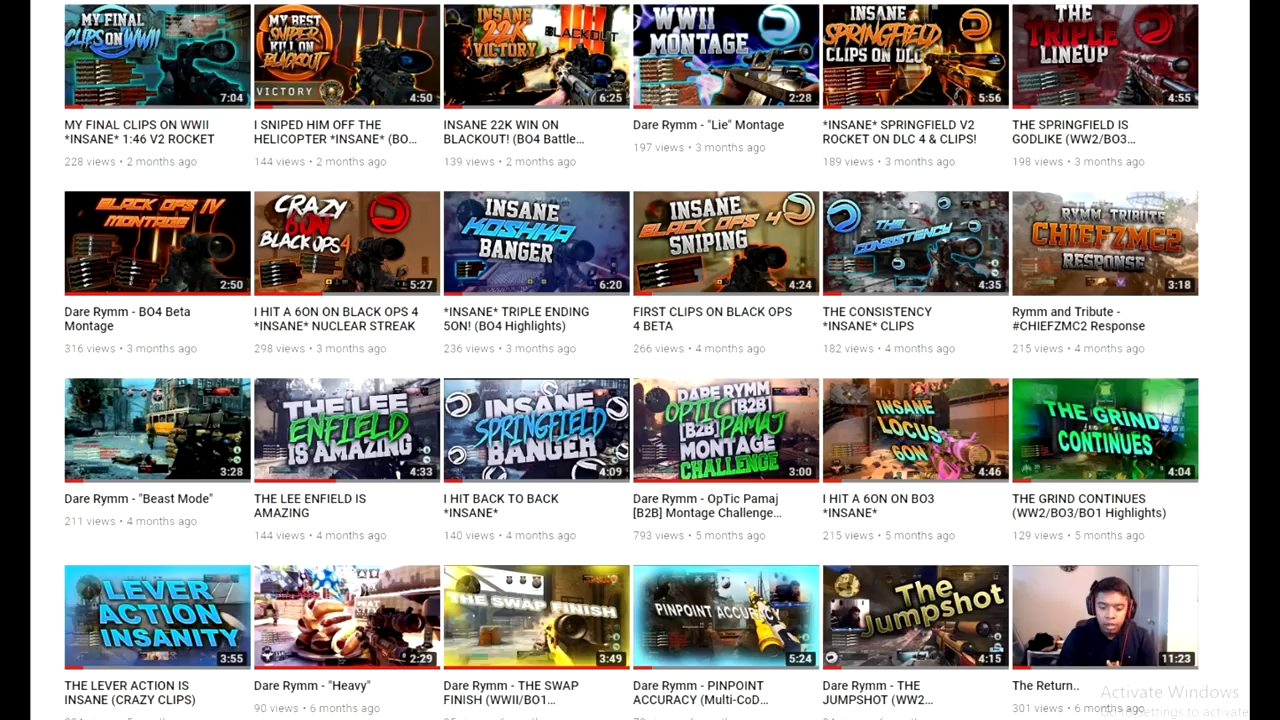 MY FINAL
CLIPS ON WWII
7:04
MY BEST
SNIPER
KILL ON
BLACKOUT
VICTORY
4:50
INSANE
22K
VICTORY
BLACKOUT
6:25
WWII
MONTAGE
2:28
INSANE
SPRINGFIELD
CLIPS ON DLC
5:56
THE
TRIPLE
LINEUP
4:55
MY FINAL CLIPS ON WWII
*INSANE* 1:46 V2 ROCKET
228 views • 2 months ago
I SNIPED HIM OFF THE
HELICOPTER *INSANE* (BO...
144 views • 2 months ago
INSANE 22K WIN ON
BLACKOUT! (BO4 Battle...
139 views • 2 months ago
Dare Rymm - "Lie" Montage
197 views • 3 months ago
*INSANE* SPRINGFIELD V2
ROCKET ON DLC 4 & CLIPS!
189 views • 3 months ago
THE SPRINGFIELD IS
GODLIKE (WW2/BO3...
198 views • 3 months ago
BLACK OPS IV
MONTAGE
2:50
CRAZY
6ON
BLACK OPS 4
5:27
INSANE
KOSHKA
BANGER
6:20
INSANE
BLACK OPS 4
SNIPING
4:24
THE
CONSISTENCY
4:35
RYMM TRIBUTE
CHIEFZMC2
RESPONSE
3:18
Dare Rymm - BO4 Beta
Montage
316 views • 3 months ago
I HIT A 6ON ON BLACK OPS 4
*INSANE* NUCLEAR STREAK
298 views • 3 months ago
*INSANE* TRIPLE ENDING
5ON! (BO4 Highlights)
236 views • 3 months ago
FIRST CLIPS ON BLACK OPS
4 BETA
266 views • 4 months ago
THE CONSISTENCY
*INSANE* CLIPS
182 views • 4 months ago
Rymm and Tribute -
#CHIEFZMC2 Response
215 views • 4 months ago
3:28
THE LEE
ENFIELD
IS AMAZING
4:33
INSANE
SPRINGFIELD
BANGER
4:09
DARE RYMM
OPTIC [B2B]
[B2B] PAMAJ
MONTAGE
CHALLENGE
3:00
INSANE
LOCUS
6ON
4:46
THE GRIND
CONTINUES
4:04
Dare Rymm - "Beast Mode"
211 views • 4 months ago
THE LEE ENFIELD IS
AMAZING
144 views • 4 months ago
I HIT BACK TO BACK
*INSANE*
140 views • 4 months ago
Dare Rymm - OpTic Pamaj
[B2B] Montage Challenge...
793 views • 5 months ago
I HIT A 6ON ON BO3
*INSANE*
215 views • 5 months ago
THE GRIND CONTINUES
(WW2/BO3/BO1 Highlights)
129 views • 5 months ago
LEVER
ACTION
INSANITY
3:55
2:29
THE SWAP FINISH
3:49
PINPOINT ACCURACY
5:24
The
Jumpshot
4:15
11:23
THE LEVER ACTION IS
INSANE (CRAZY CLIPS)
Dare Rymm - "Heavy"
90 views • 6 months ago
Dare Rymm - THE SWAP
FINISH (WWII/BO1...
Dare Rymm - PINPOINT
ACCURACY (Multi-CoD...
Dare Rymm - THE
JUMPSHOT (WW2...
The Return..
301 views • 6 months ago
Activate Windows